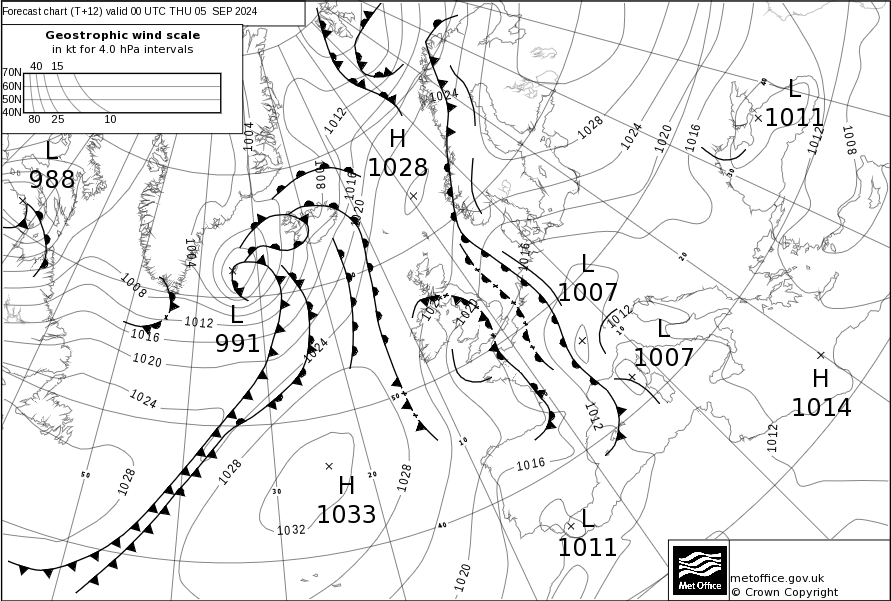 Forecast chart (T+12) valid 00 UTC THU 05 SEP 2024
Geostrophic wind scale
in kt for 4.0 hPa intervals
40 15
70N
60N
50N
40N
80 25 10
L
988
H
1028
L
1011
L
991
L
1007
L
1007
H
1014
H
1033
L
1011
1004
1012
1024
1028
1024
1020
1016
1012
1008
1008
1016
1020
1004
1008
1012
1016
1020
1024
1024
1016
1020
1012
1012
1012
1016
1028
1028
1028
1032
1020
50
30
20
40
10
50
10
20
30
40
metoffice.gov.uk
© Crown Copyright
Met Office